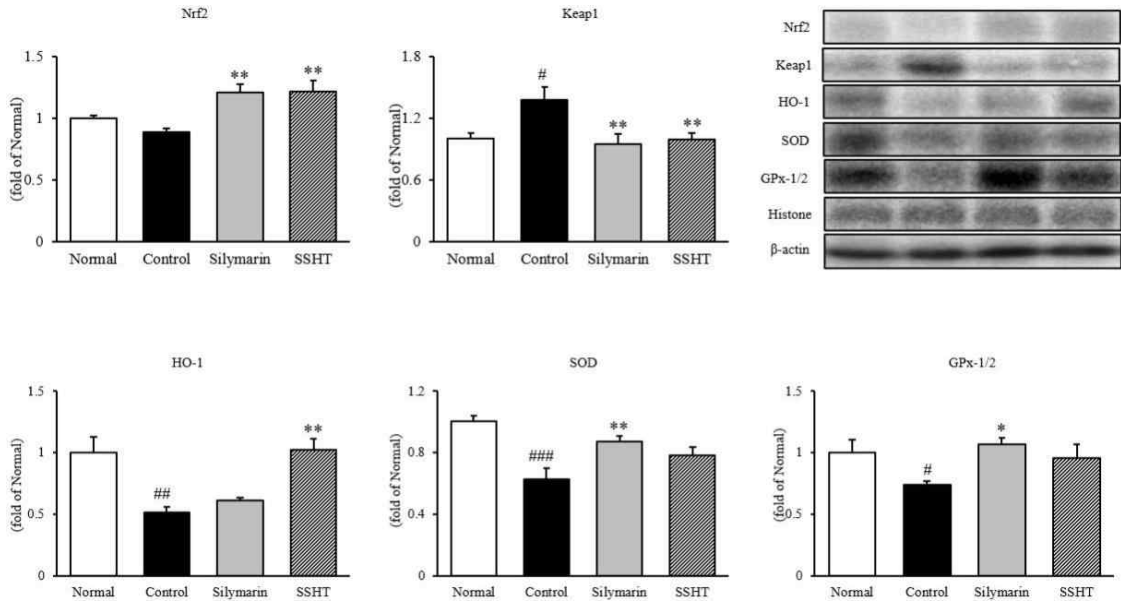 Nrf2
(fold of Normal)
1.5
**
**
1
0.5
0
Normal Control Silymarin SSHT
Keap1
(fold of Normal)
1.8
#
1.2
**
**
0.6
0
Normal Control Silymarin SSHT
Nrf2
Keap1
HO-1
SOD
GPx-1/2
Histone
β-actin
HO-1
(fold of Normal)
1.5
**
1
##
0.5
0
Normal Control Silymarin SSHT
SOD
(fold of Normal)
1.2
**
###
0.8
0.4
0
Normal Control Silymarin SSHT
GPx-1/2
(fold of Normal)
1.5
*
1
#
0.5
0
Normal Control Silymarin SSHT